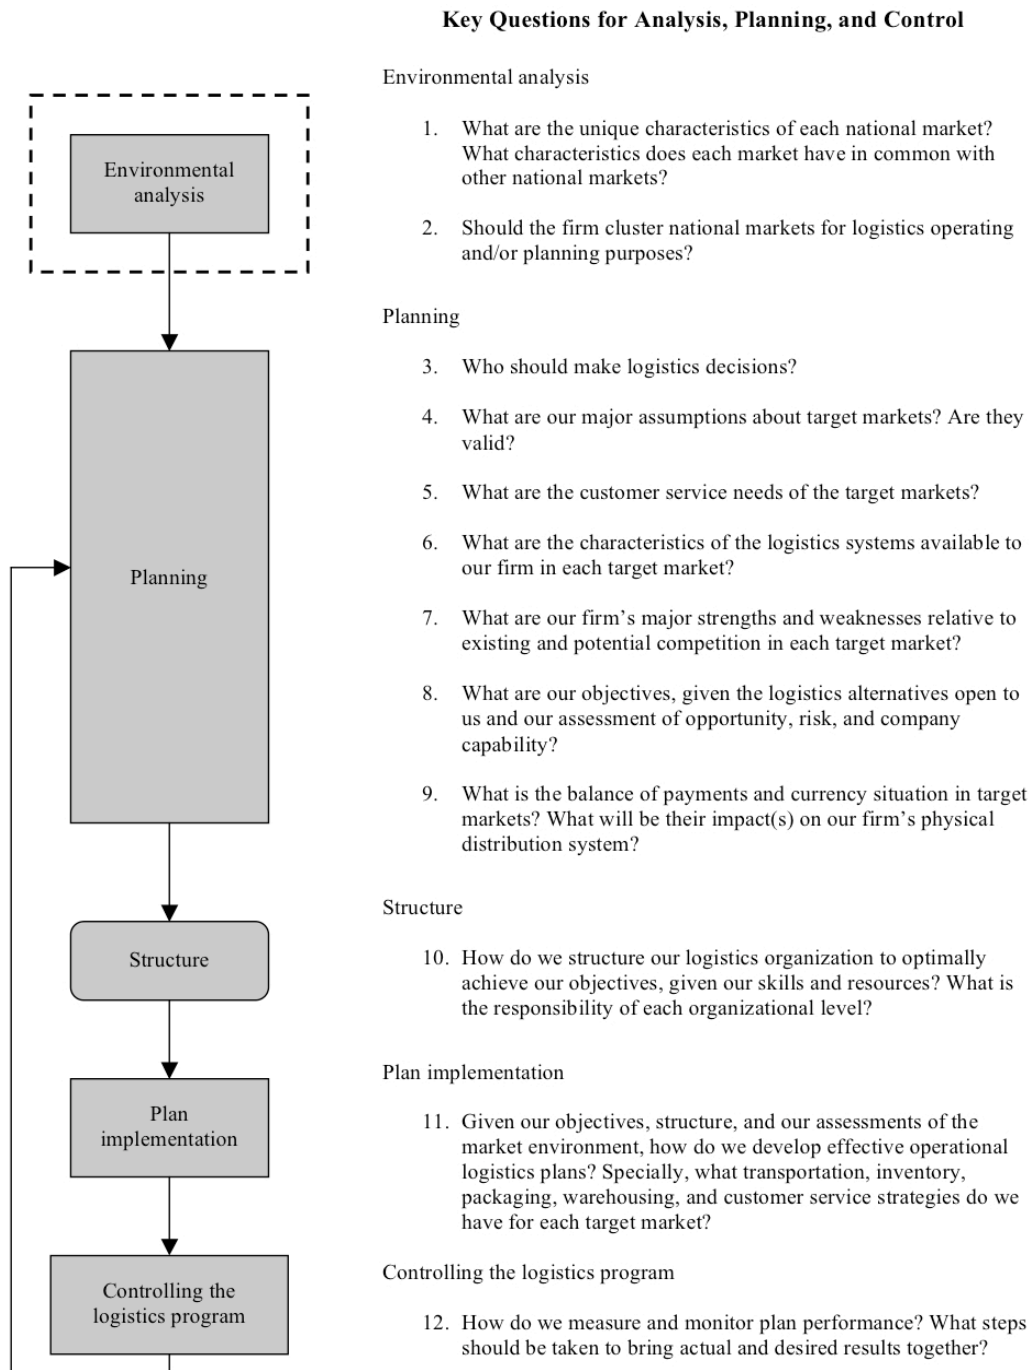 Key Questions for Analysis, Planning, and Control
Environmental analysis
1. What are the unique characteristics of each national market?
What characteristics does each market have in common with
other national markets?
2. Should the firm cluster national markets for logistics operating
and/or planning purposes?
Planning
3. Who should make logistics decisions?
4. What are our major assumptions about target markets? Are they
valid?
5. What are the customer service needs of the target markets?
6. What are the characteristics of the logistics systems available to
our firm in each target market?
7. What are our firm’s major strengths and weaknesses relative to
existing and potential competition in each target market?
8. What are our objectives, given the logistics alternatives open to
us and our assessment of opportunity, risk, and company
capability?
9. What is the balance of payments and currency situation in target
markets? What will be their impact(s) on our firm’s physical
distribution system?
Structure
10. How do we structure our logistics organization to optimally
achieve our objectives, given our skills and resources? What is
the responsibility of each organizational level?
Plan implementation
11. Given our objectives, structure, and our assessments of the
market environment, how do we develop effective operational
logistics plans? Specially, what transportation, inventory,
packaging, warehousing, and customer service strategies do we
have for each target market?
Controlling the logistics program
12. How do we measure and monitor plan performance? What steps
should be taken to bring actual and desired results together?
Environmental
analysis
Planning
Structure
Plan
implementation
Controlling the
logistics program